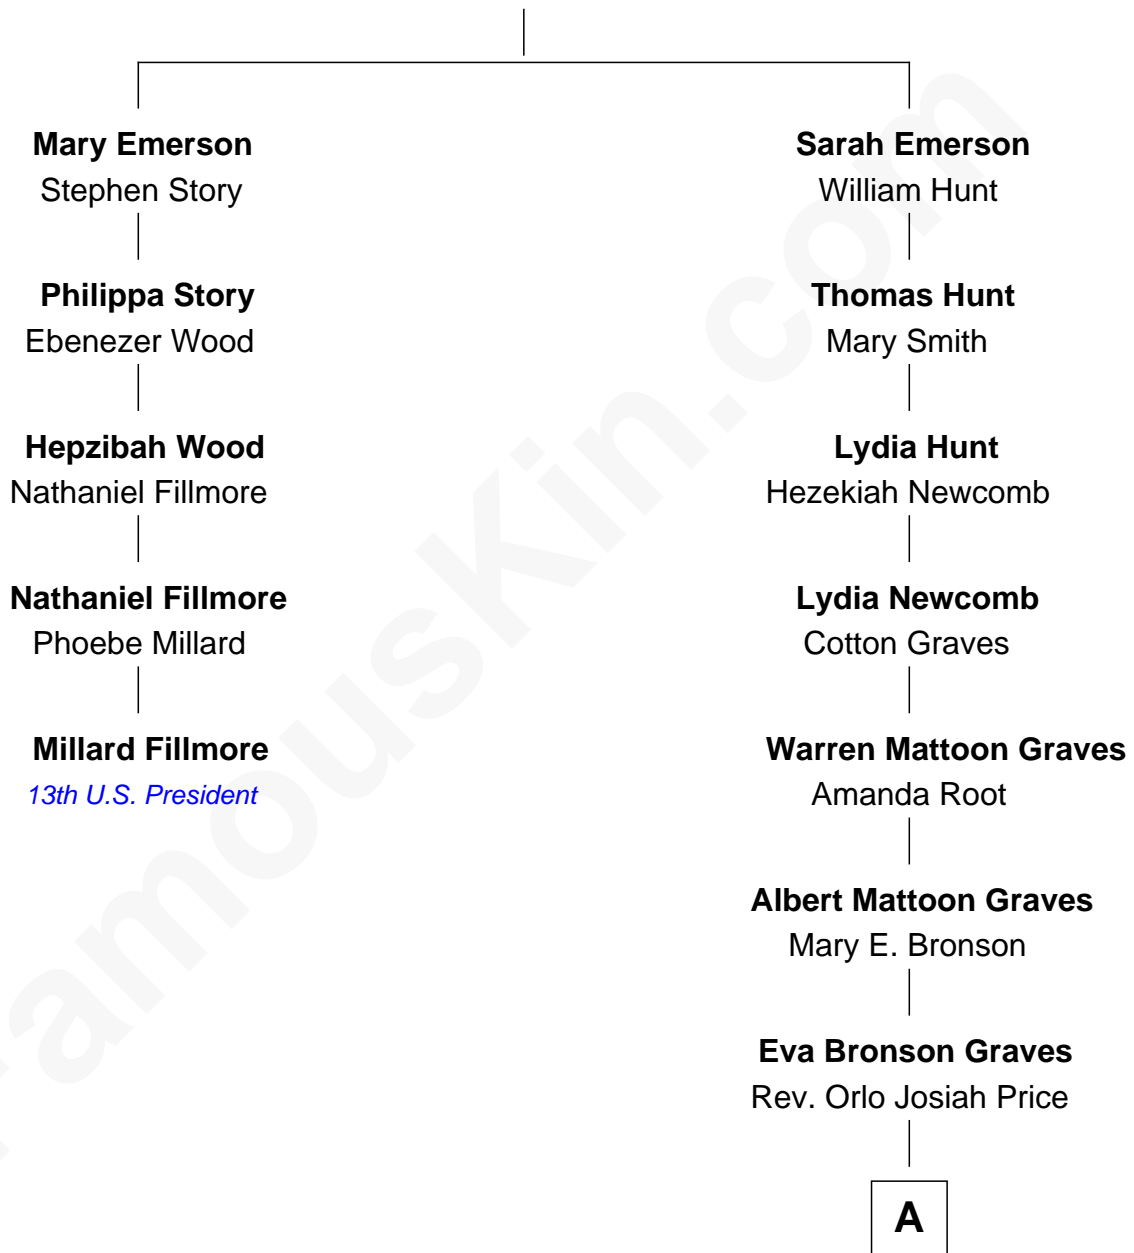 Mary Emerson
Stephen Story
Philippa Story
Ebenezer Wood
Hepzibah Wood
Nathaniel Fillmore
Nathaniel Fillmore
Phoebe Millard
Millard Fillmore
13th U.S. President
Sarah Emerson
William Hunt
Thomas Hunt
Mary Smith
Lydia Hunt
Hezekiah Newcomb
Lydia Newcomb
Cotton Graves
Warren Mattoon Graves
Amanda Root
Albert Mattoon Graves
Mary E. Bronson
Eva Bronson Graves
Rev. Orlo Josiah Price
A
FamousKin.com